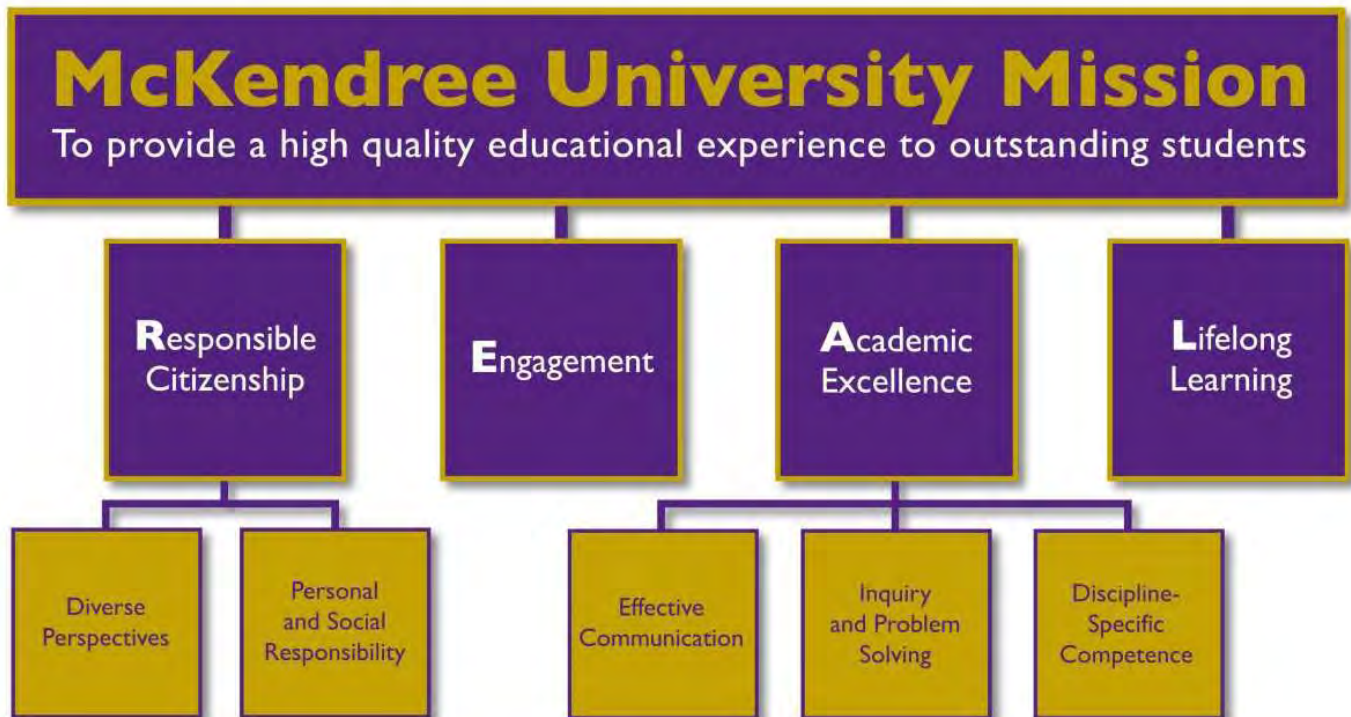 McKendree University Mission
To provide a high quality educational experience to outstanding students
Responsible
Citizenship
Engagement
Academic
Excellence
Lifelong
Learning
Diverse
Perspectives
Personal
and Social
Responsibility
Effective
Communication
Inquiry
and Problem
Solving
Discipline-
Specific
Competence